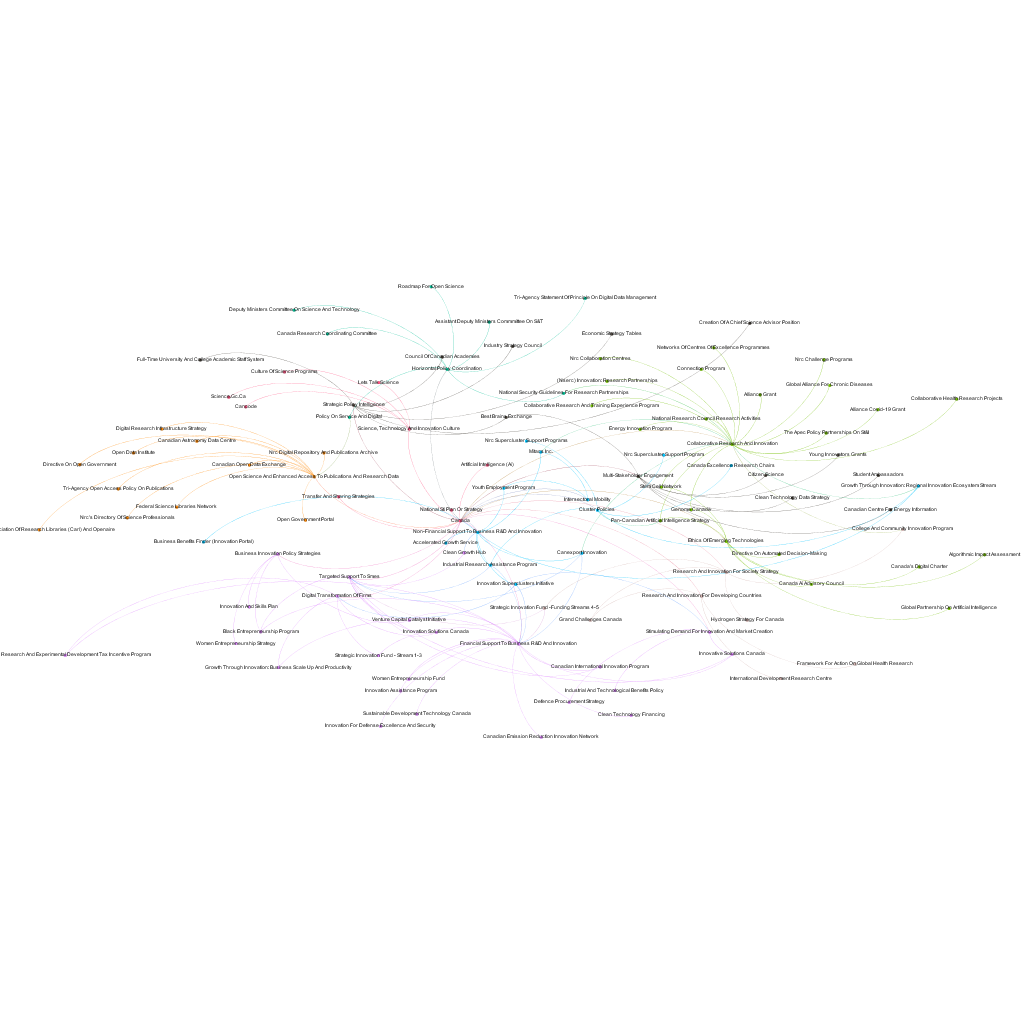 Roadmap For Open Science
Tri-Agency Statement Of Principle On Digital Data Management
Deputy Ministers Committee On Science And Technology
Assistant Deputy Ministers Committee On S&T
Creation Of A Chief Science Advisor Position
Canada Research Coordinating Committee
Economic Strategy Tables
Industry Strategy Council
Networks Of Centres Of Excellence Programmes
Full-Time University And College Academic Staff System
Council Of Canadian Academies
Nrc Collaboration Centres
Nrc Challenge Programs
Culture Of Science Programs
Horizontal Policy Coordination
Connection Program
Lets Talk Science
(Nserc) Innovation: Research Partnerships
Global Alliance For Chronic Diseases
Science.Gc.Ca
National Security Guidelines For Research Partnerships
Alliance Grant
Collaborative Health Research Projects
Canada
Strategic Policy Intelligence
Collaborative Research And Training Experience Program
Alliance Covid-19 Grant
Policy On Service And Digital
Best Brains Exchange
National Research Council Research Activities
Digital Research Infrastructure Strategy
Science, Technology And Innovation Culture
Energy Innovation Program
The Apec Policy Partnerships On Sti&I
Canadian Astronomy Data Centre
Nrc Supercluster Support Programs
Collaborative Research And Innovation
Open Data Institute
Nrc Digital Repository And Publications Archive
Mitacs Inc.
Nrc Supercluster Support Program
Young Innovators Grants
Directive On Open Government
Canadian Open Data Exchange
Artificial Intelligence (Ai)
Canada Excellence Research Chairs
Open Science And Enhanced Access To Publications And Research Data
Multi-Stakeholder Engagement
Citizen Science
Student Ambassadors
Tri-Agency Open Access Policy On Publications
Youth Employment Program
Stem Cell Network
Growth Through Innovation: Regional Innovation Ecosystem Stream
Transfer And Sharing Strategies
Intersectoral Mobility
Clean Technology Data Strategy
Federal Science Libraries Network
National Sti Plan Or Strategy
Cluster Policies
Genome Canada
Canadian Centre For Energy Information
Nrc's Directory Of Science Professionals
Open Government Portal
Canada
Pan-Canadian Artificial Intelligence Strategy
ciation Of Research Libraries (Carl) And Openaire
Non-Financial Support To Business R&D And Innovation
College And Community Innovation Program
Business Benefits Finder (Innovation Portal)
Accelerated Growth Service
Ethics Of Emerging Technologies
Business Innovation Policy Strategies
Clean Growth Hub
Canexport Innovation
Directive On Automated Decision-Making
Algorithmic Impact Assessment
Industrial Research Assistance Program
Canada's Digital Charter
Targeted Support To Smes
Research And Innovation For Society Strategy
Innovation Superclusters Initiative
Canada Ai Advisory Council
Digital Transformation Of Firms
Research And Innovation For Developing Countries
Innovation And Skills Plan
Strategic Innovation Fund -Funding Streams 4-5
Global Partnership On Artificial Intelligence
Venture Capital Catalyst Initiative
Grand Challenges Canada
Hydrogen Strategy For Canada
Black Entrepreneurship Program
Innovation Solutions Canada
Stimulating Demand For Innovation And Market Creation
Women Entrepreneurship Strategy
Financial Support To Business R&D And Innovation
Research And Experimental Development Tax Incentive Program
Strategic Innovation Fund - Stream 1-3
Innovative Solutions Canada
Growth Through Innovation: Business Scale Up And Productivity
Canadian International Innovation Program
Framework For Action On Global Health Research
Women Entrepreneurship Fund
International Development Research Centre
Innovation Assistance Program
Industrial And Technological Benefits Policy
Defence Procurement Strategy
Sustainable Development Technology Canada
Clean Technology Financing
Innovation For Defense Excellence And Security
Canadian Emission Reduction Innovation Network